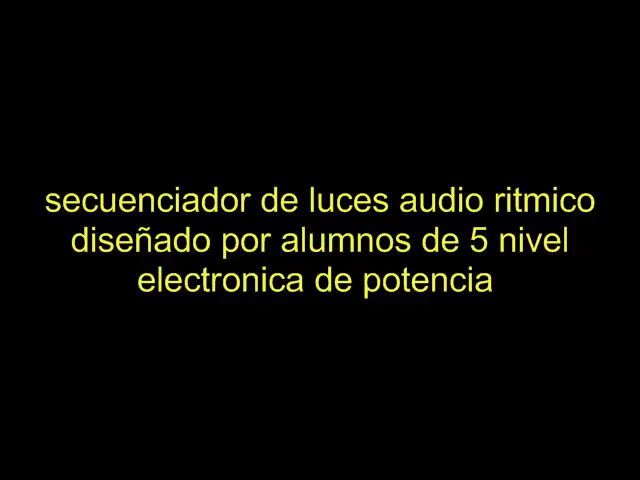 secuenciador de luces audio ritmico
diseñado por alumnos de 5 nivel
electronica de potencia